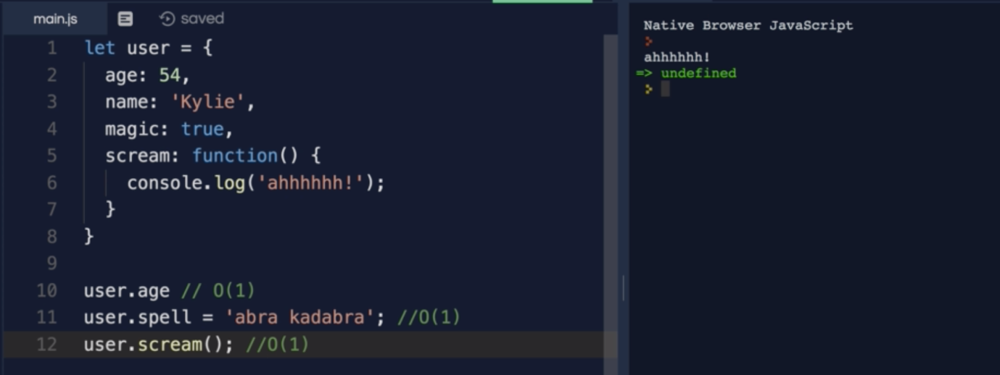 main.js saved
1 let user = {
2   age: 54,
3   name: 'Kylie',
4   magic: true,
5   scream: function() {
6     console.log('ahhhhhh!');
7   }
8 }
9
10 user.age // O(1)
11 user.spell = 'abra kadabra'; //O(1)
12 user.scream(); //O(1)
Native Browser JavaScript
>
ahhhhhh!
=> undefined
>